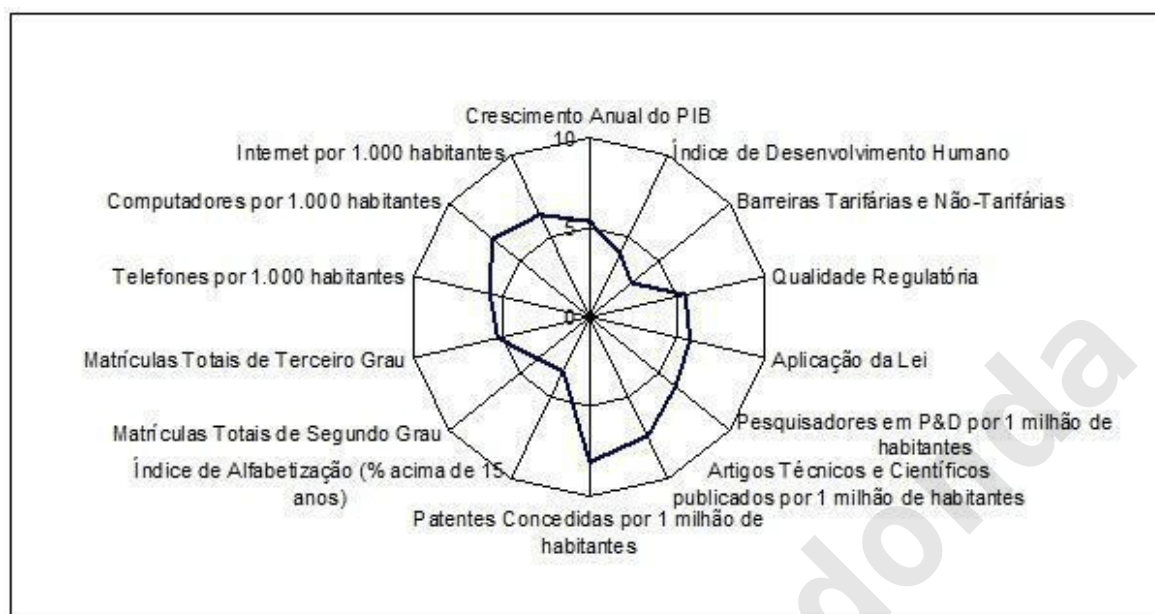 Crescimento Anual do PIB
10
Internet por 1.000 habitantes
Índice de Desenvolvimento Humano
Computadores por 1.000 habitantes
Barreiras Tarifárias e Não-Tarifárias
5
Telefones por 1.000 habitantes
Qualidade Regulatória
0
Matrículas Totais de Terceiro Grau
Aplicação da Lei
Matrículas Totais de Segundo Grau
Pesquisadores em P&D por 1 milhão de
habitantes
Índice de Alfabetização (% acima de 15
anos)
Artigos Técnicos e Científicos
publicados por 1 milhão de habitantes
Patentes Concedidas por 1 milhão de
habitantes
donda